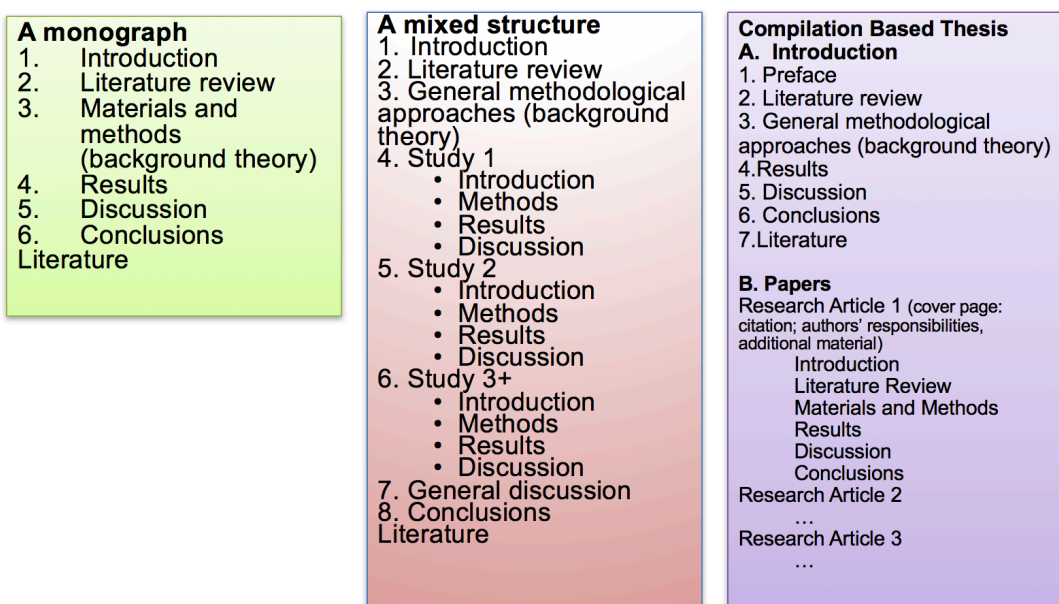 A monograph
1. Introduction
2. Literature review
3. Materials and
methods
(background theory)
4. Results
5. Discussion
6. Conclusions
Literature
A mixed structure
1. Introduction
2. Literature review
3. General methodological
approaches (background
theory)
4. Study 1
• Introduction
• Methods
• Results
• Discussion
5. Study 2
• Introduction
• Methods
• Results
• Discussion
6. Study 3+
• Introduction
• Methods
• Results
• Discussion
7. General discussion
8. Conclusions
Literature
Compilation Based Thesis
A. Introduction
1. Preface
2. Literature review
3. General methodological
approaches (background theory)
4.Results
5. Discussion
6. Conclusions
7.Literature
B. Papers
Research Article 1 (cover page:
citation; authors' responsibilities,
additional material)
Introduction
Literature Review
Materials and Methods
Results
Discussion
Conclusions
Research Article 2
...
Research Article 3
...